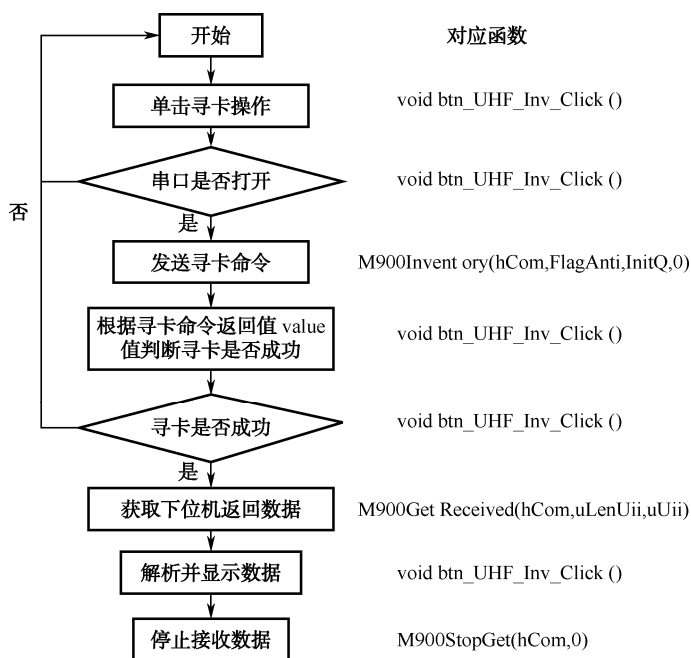 开始
对应函数
单击寻卡操作
void btn_UHF_Inv_Click ()
串口是否打开
void btn_UHF_Inv_Click ()
否
是
发送寻卡命令
M900Invent ory(hCom,FlagAnti,InitQ,0)
根据寻卡命令返回值 value
值判断寻卡是否成功
void btn_UHF_Inv_Click ()
寻卡是否成功
void btn_UHF_Inv_Click ()
是
获取下位机返回数据
M900Get Received(hCom,uLenUii,uUii)
解析并显示数据
void btn_UHF_Inv_Click ()
停止接收数据
M900StopGet(hCom,0)